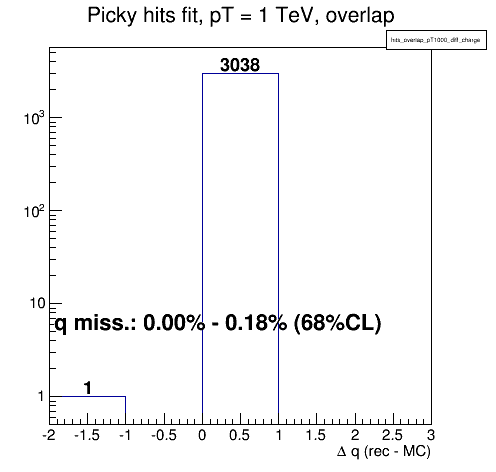 Picky hits fit, pT = 1 TeV, overlap
hits_overlap_pT1000_diff_charge
3038
10³
10²
10
q miss.: 0.00% - 0.18% (68%CL)
1
1
-2 -1.5 -1 -0.5 0 0.5 1 1.5 2 2.5 3
Δ q (rec - MC)